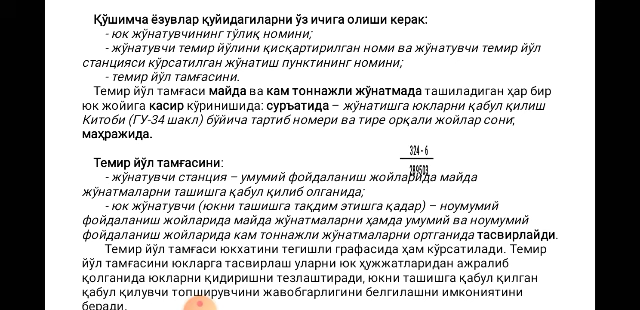 Қўшимча ёзувлар қуйидагиларни ўз ичига олиши керак:
- юк жўнатувчининг тўлиқ номини;
- жўнатувчи темир йўлини қисқартирилган номи ва жўнатувчи темир йўл
станцияси кўрсатилган жўнатиш пунктининг номини;
- темир йўл тамғасини.
Темир йўл тамғаси майда ва кам тоннажли жўнатмада ташиладиган ҳар бир
юк жойига касир кўринишида: суръатида – жўнатишга юкларни қабул қилиш
Китоби (ГУ-34 шакл) бўйича тартиб номери ва тире орқали жойлар сони;
маҳражида.
324 - 6
389503
Темир йўл тамғасини:
- жўнатувчи станция – умумий фойдаланиш жойларида майда
жўнатмаларни ташишга қабул қилиб олганида;
- юк жўнатувчи (юкни ташишга тақдим этишга қадар) – ноумумий
фойдаланиш жойларида майда жўнатмаларни ҳамда умумий ва ноумумий
фойдаланиш жойларида кам тоннажли жўнатмаларни ортганида тасвирлайди.
Темир йўл тамғаси юкхатини тегишли графасида ҳам кўрсатилади. Темир
йўл тамғасини юкларга тасвирлаш уларни юк ҳужжатларидан ажралиб
қолганида юкларни қидиришни тезлаштиради, юкни ташишга қабул қилган
қабул қилувчи топширувчини жавобгарлигини белгилашни имкониятини
беради.